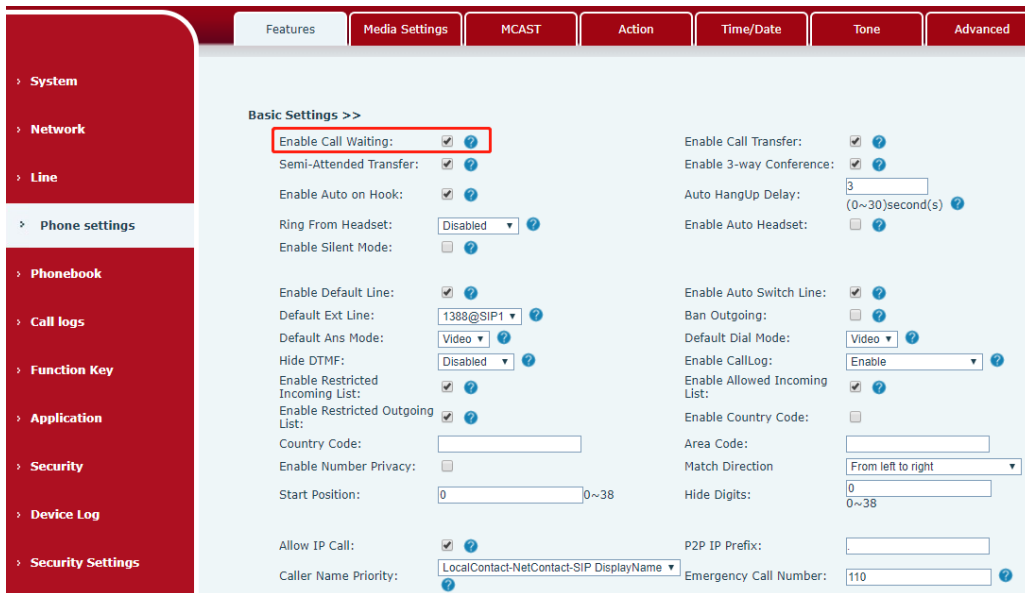 Features Media Settings MCAST Action Time/Date Tone Advanced
› System
› Network
› Line
› Phone settings
› Phonebook
› Call logs
› Function Key
› Application
› Security
› Device Log
› Security Settings
Basic Settings >>
Enable Call Waiting: ? Enable Call Transfer: ?
Semi-Attended Transfer: ? Enable 3-way Conference: ?
Enable Auto on Hook: ? Auto HangUp Delay: 3
(0~30)second(s) ?
Ring From Headset: Disabled ? Enable Auto Headset: ?
Enable Silent Mode: ?
Enable Default Line: ? Enable Auto Switch Line: ?
Default Ext Line: 1388@SIP1 ? Ban Outgoing: ?
Default Ans Mode: Video ? Default Dial Mode: Video ?
Hide DTMF: Disabled ? Enable CallLog: Enable ?
Enable Restricted
Incoming List: ? Enable Allowed Incoming
List: ?
Enable Restricted Outgoing
List: ? Enable Country Code:
Country Code: Area Code:
Enable Number Privacy: Match Direction From left to right
Start Position: 0 0~38 Hide Digits: 0
0~38
Allow IP Call: ? P2P IP Prefix: .
Caller Name Priority: LocalContact-NetContact-SIP DisplayName ? Emergency Call Number: 110 ?